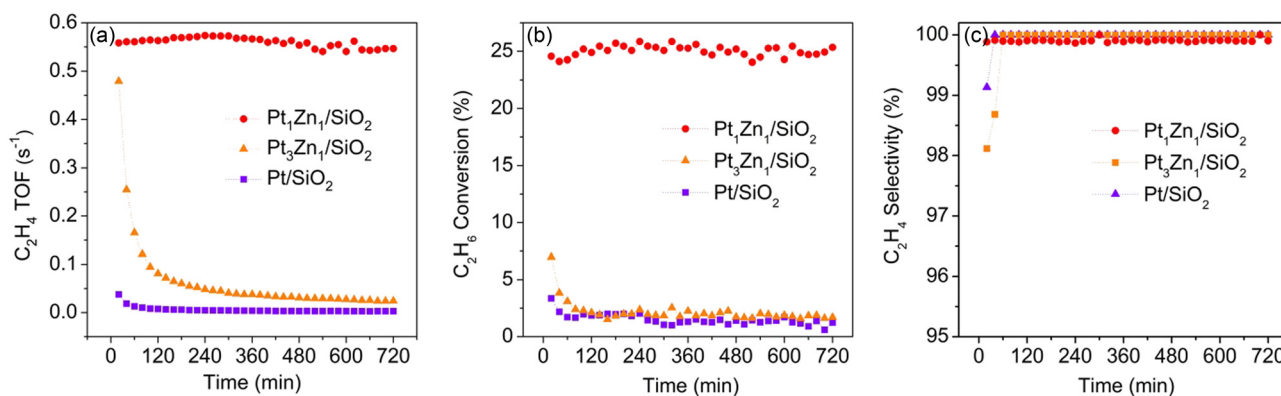 (a)
C₂H₄ TOF (s⁻¹)
0.6
0.5
0.4
0.3
0.2
0.1
0.0
Pt₁Zn₁/SiO₂
Pt₃Zn₁/SiO₂
Pt/SiO₂
0 120 240 360 480 600 720
Time (min)
(b)
C₂H₆ Conversion (%)
25
20
15
10
5
0
Pt₁Zn₁/SiO₂
Pt₃Zn₁/SiO₂
Pt/SiO₂
0 120 240 360 480 600 720
Time (min)
(c)
C₂H₄ Selectivity (%)
100
99
98
97
96
95
Pt₁Zn₁/SiO₂
Pt₃Zn₁/SiO₂
Pt/SiO₂
0 120 240 360 480 600 720
Time (min)